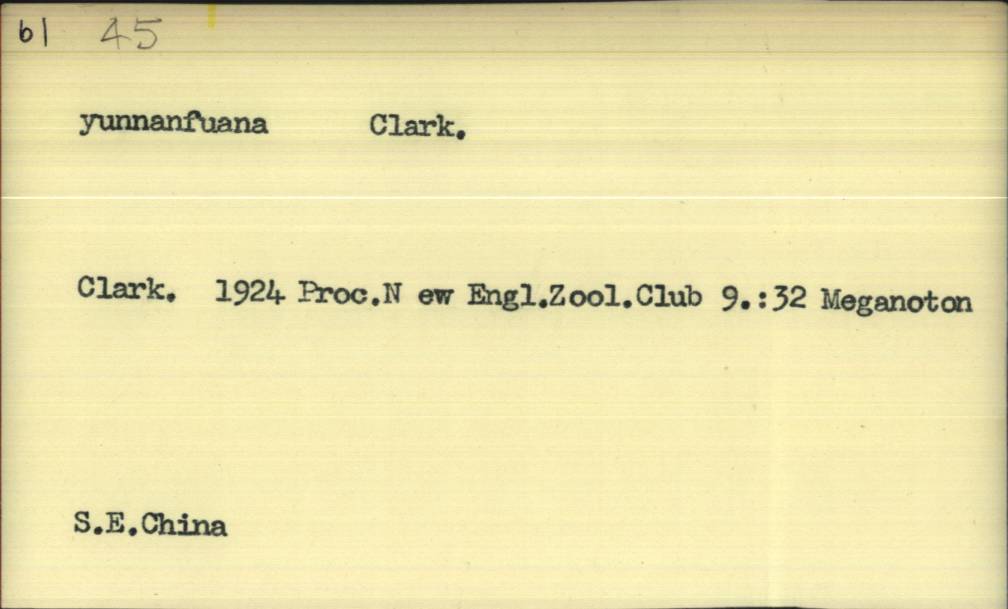 61 45
yunnanfuana Clark.
Clark. 1924 Proc.N ew Engl.Zool.Club 9.:32 Meganoton
S.E.China